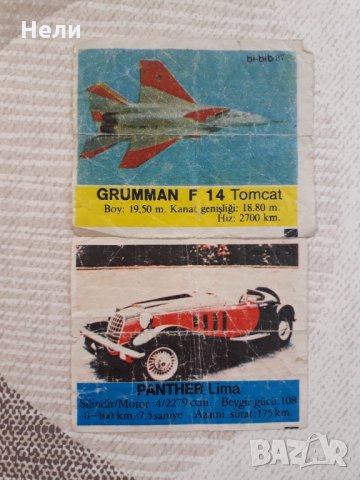 Нели
bi-bib 87
GRUMMAN F 14 Tomcat
Boy: 19,50 m. Kanat genişliği: 18.80 m.
Hız: 2700 km.
PANTHER Lima
Silindir/Motor: 4/2279 ccm. Beygir gücü: 108
0-100 km. 7,5 saniye Azami sürat: 175 km.
BAZAR
bg